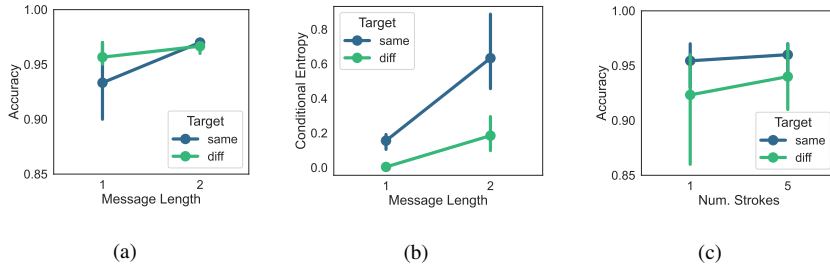 1.00
0.95
0.90
0.85
Accuracy
Target
same
diff
1
2
Message Length
(a)
0.8
0.6
0.4
0.2
0.0
Conditional Entropy
Target
same
diff
1
2
Message Length
(b)
1.00
0.95
0.90
0.85
Accuracy
Target
same
diff
1
5
Num. Strokes
(c)